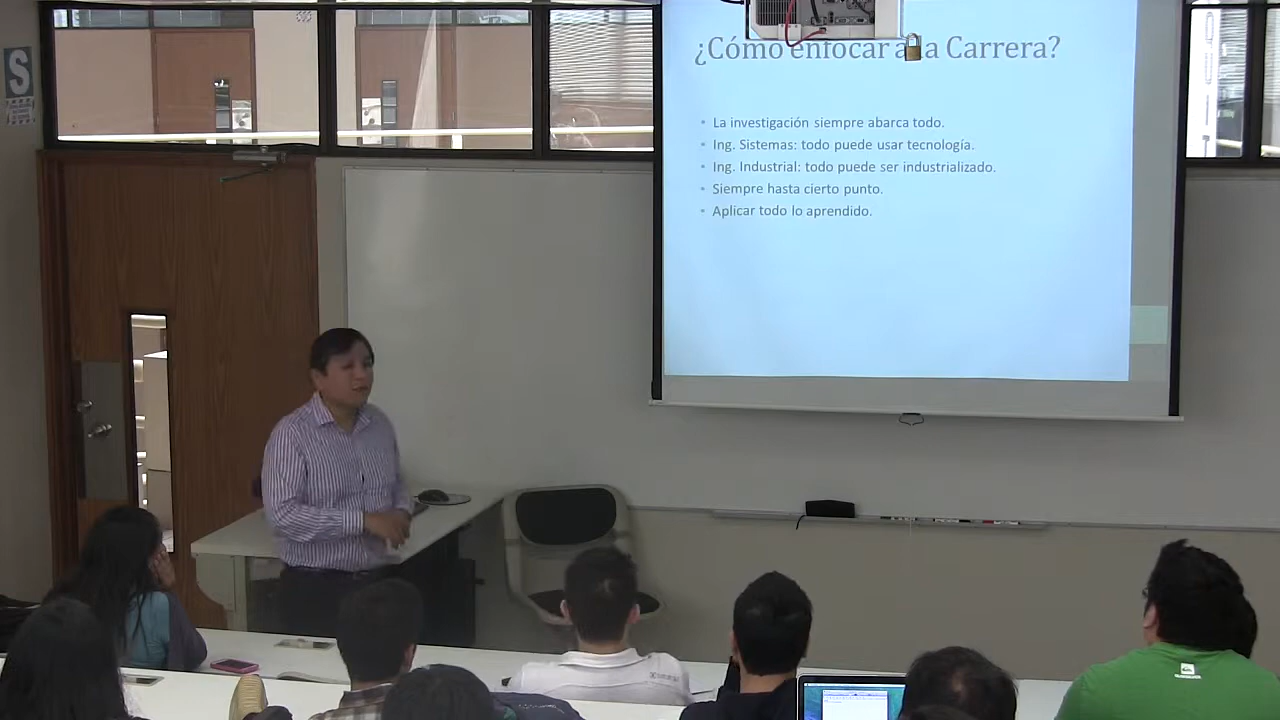 S
¿Cómo enfocar a la Carrera?
La investigación siempre abarca todo.
Ing. Sistemas: todo puede usar tecnología.
Ing. Industrial: todo puede ser industrializado.
Siempre hasta cierto punto.
Aplicar todo lo aprendido.